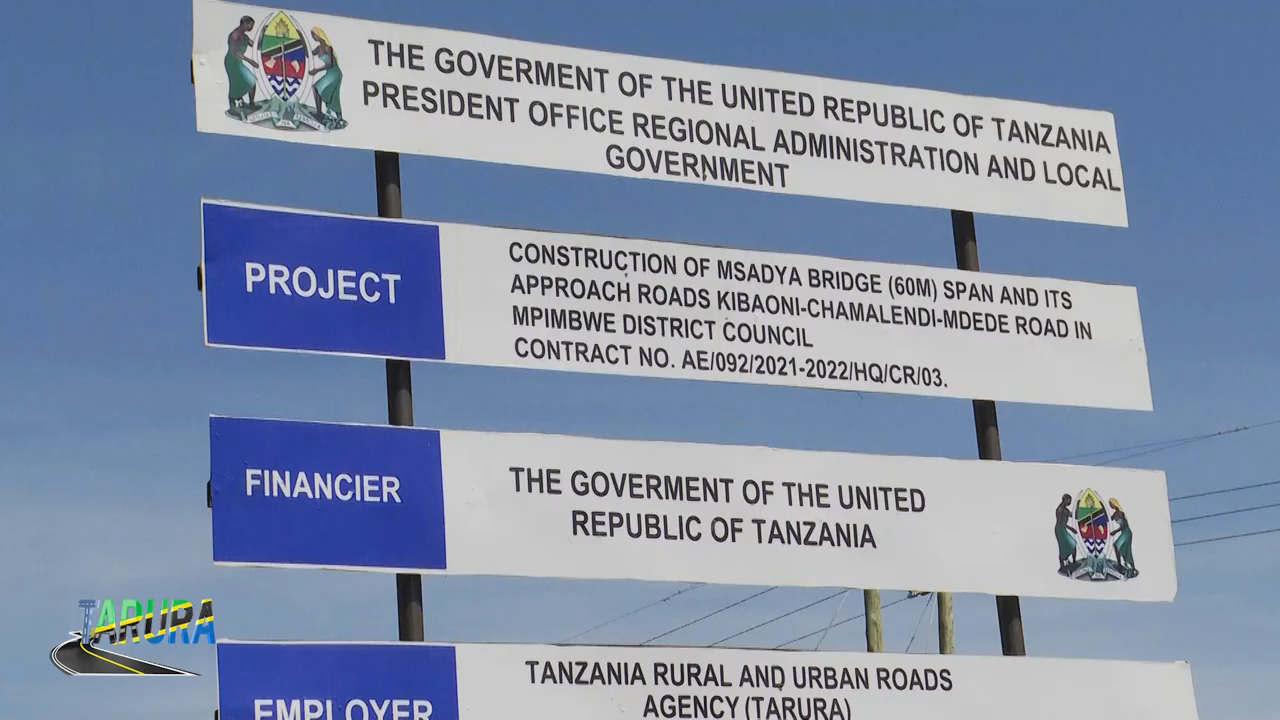 THE GOVERMENT OF THE UNITED REPUBLIC OF TANZANIA
PRESIDENT OFFICE REGIONAL ADMINISTRATION AND LOCAL
GOVERNMENT
PROJECT
CONSTRUCTION OF MSADYA BRIDGE (60M) SPAN AND ITS
APPROACH ROADS KIBAONI-CHAMALENDI-MDEDE ROAD IN
MPIMBWE DISTRICT COUNCIL
CONTRACT NO. AE/092/2021-2022/HQ/CR/03.
FINANCIER
THE GOVERMENT OF THE UNITED
REPUBLIC OF TANZANIA
TARURA
EMPLOYER
TANZANIA RURAL AND URBAN ROADS
AGENCY (TARURA)